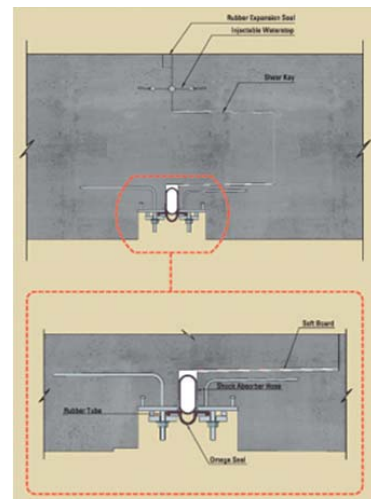 Rubber Expansion Seal
Injectable Waterstop
Shear Key
Soft Board
Shock Absorber Hose
Rubber Tube
Omega Seal